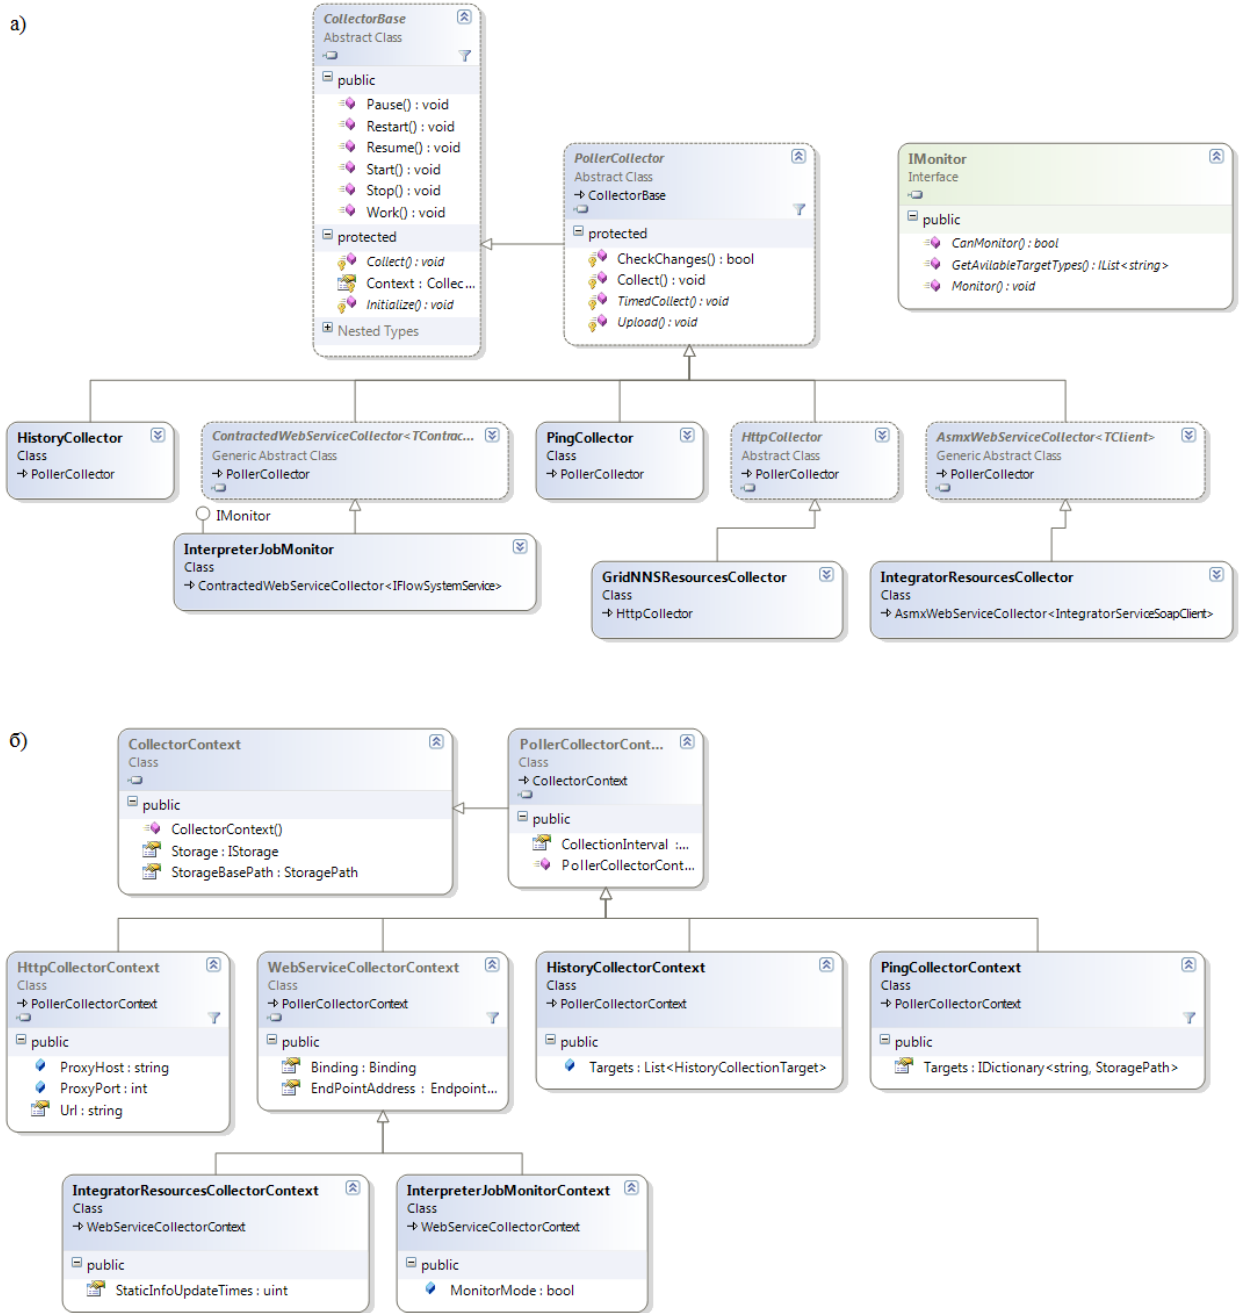 а)
CollectorBase
Abstract Class
public
Pause() : void
Restart() : void
Resume() : void
Start() : void
Stop() : void
Work() : void
protected
Collect() : void
Context : Collec...
Initialize() : void
Nested Types
PollerCollector
Abstract Class
CollectorBase
protected
CheckChanges() : bool
Collect() : void
TimedCollect() : void
Upload() : void
IMonitor
Interface
public
CanMonitor() : bool
GetAvilableTargetTypes() : IList<string>
Monitor() : void
HistoryCollector
Class
PollerCollector
ContractedWebServiceCollector<TContrac...
Generic Abstract Class
PollerCollector
PingCollector
Class
PollerCollector
HttpCollector
Abstract Class
PollerCollector
AsmxWebServiceCollector<TClient>
Generic Abstract Class
PollerCollector
IMonitor
InterpreterJobMonitor
Class
ContractedWebServiceCollector<IFlowSystemService>
GridNNSResourcesCollector
Class
HttpCollector
IntegratorResourcesCollector
Class
AsmxWebServiceCollector<IntegratorServiceSoapClient>
б)
CollectorContext
Class
public
CollectorContext()
Storage : IStorage
StorageBasePath : StoragePath
PollerCollectorCont...
Class
CollectorContext
public
CollectionInterval :...
PollerCollectorCont...
HttpCollectorContext
Class
PollerCollectorContext
public
ProxyHost : string
ProxyPort : int
Url : string
WebServiceCollectorContext
Class
PollerCollectorContext
public
Binding : Binding
EndPointAddress : Endpoint...
HistoryCollectorContext
Class
PollerCollectorContext
public
Targets : List<HistoryCollectionTarget>
PingCollectorContext
Class
PollerCollectorContext
public
Targets : IDictionary<string, StoragePath>
IntegratorResourcesCollectorContext
Class
WebServiceCollectorContext
public
StaticInfoUpdateTimes : uint
InterpreterJobMonitorContext
Class
WebServiceCollectorContext
public
MonitorMode : bool